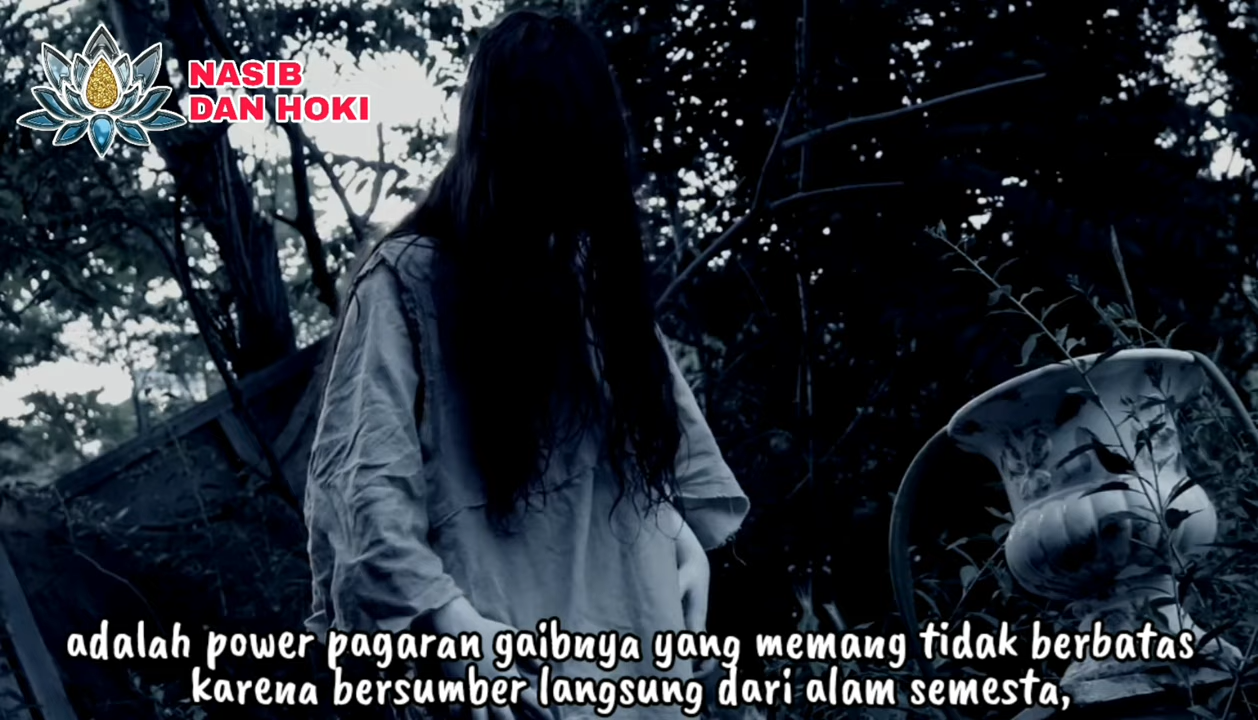 NASIB
DAN HOKI
adalah power pagaran gaibnya yang memang tidak berbatas
karena bersumber langsung dari alam semesta,